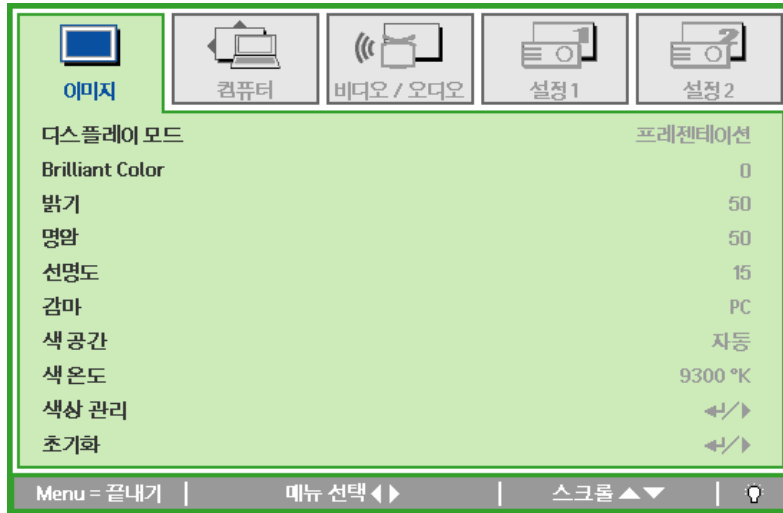 이미지 컴퓨터 비디오 / 오디오 설정 1 설정 2
디스플레이 모드 프레젠테이션
Brilliant Color 0
밝기 50
명암 50
선명도 15
감마 PC
색 공간 자동
색 온도 9300 °K
색상 관리
초기화
Menu = 끝내기 메뉴 선택 스크롤